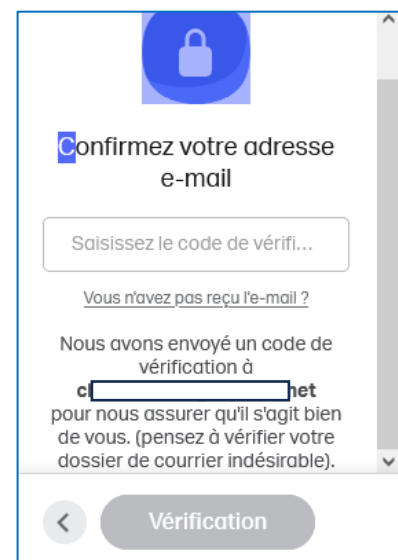 Confirmez votre adresse
e-mail
Saisissez le code de vérifi...
Vous n'avez pas reçu l'e-mail ?
Nous avons envoyé un code de
vérification à
cl net
pour nous assurer qu'il s'agit bien
de vous. (pensez à vérifier votre
dossier de courrier indésirable).
Vérification